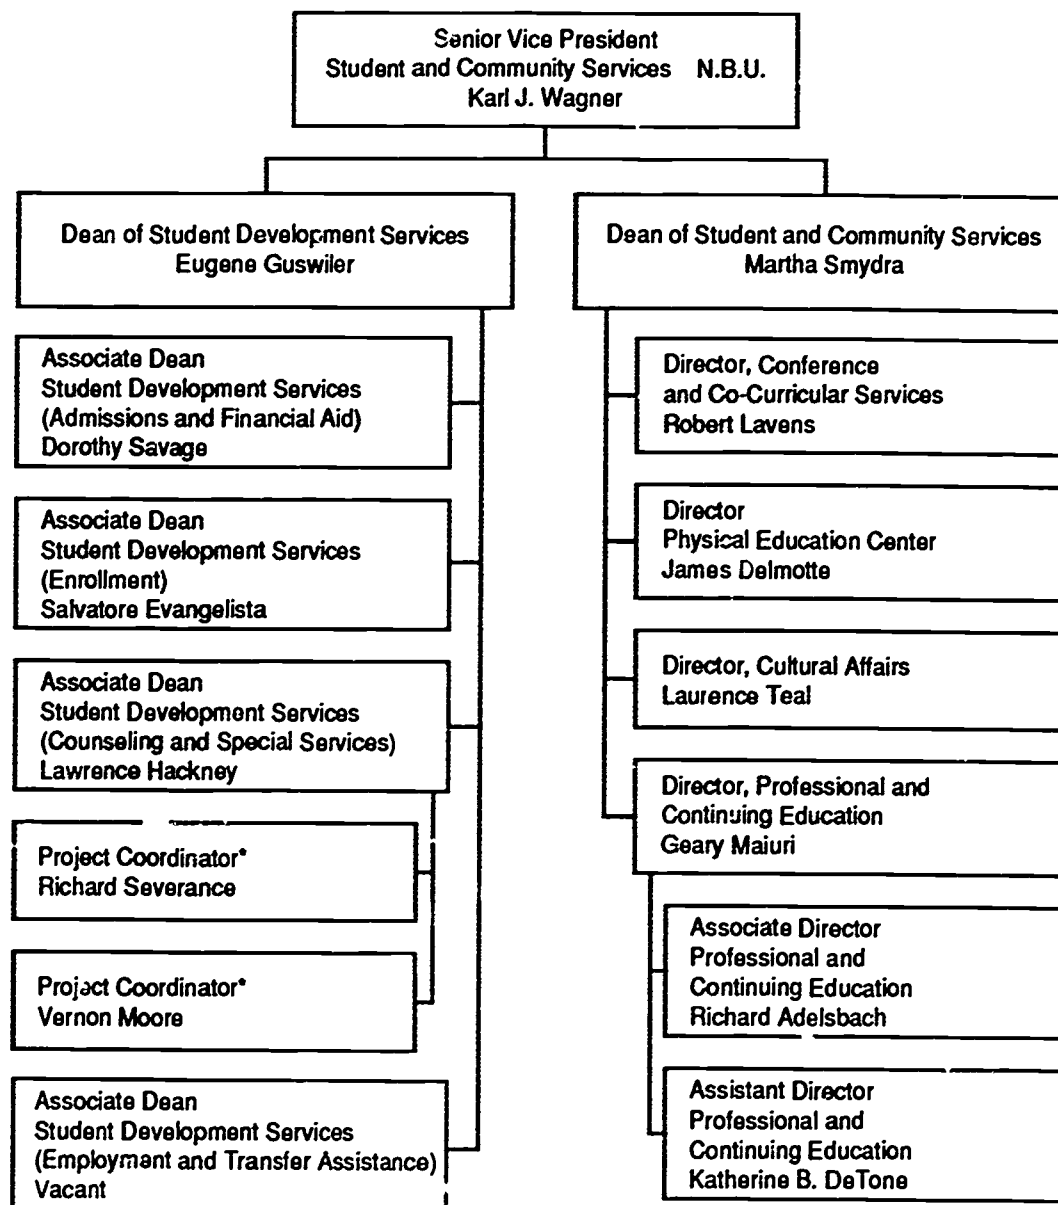 Senior Vice President
Student and Community Services N.B.U.
Karl J. Wagner
Dean of Student Development Services
Eugene Guswiler
Associate Dean
Student Development Services
(Admissions and Financial Aid)
Dorothy Savage
Associate Dean
Student Development Services
(Enrollment)
Salvatore Evangelista
Associate Dean
Student Development Services
(Counseling and Special Services)
Lawrence Hackney
Project Coordinator*
Richard Severance
Project Coordinator*
Vernon Moore
Associate Dean
Student Development Services
(Employment and Transfer Assistance)
Vacant
Dean of Student and Community Services
Martha Smydra
Director, Conference
and Co-Curricular Services
Robert Lavens
Director
Physical Education Center
James Delmotte
Director, Cultural Affairs
Laurence Teal
Director, Professional and
Continuing Education
Geary Maiuri
Associate Director
Professional and
Continuing Education
Richard Adelsbach
Assistant Director
Professional and
Continuing Education
Katherine B. DeTone